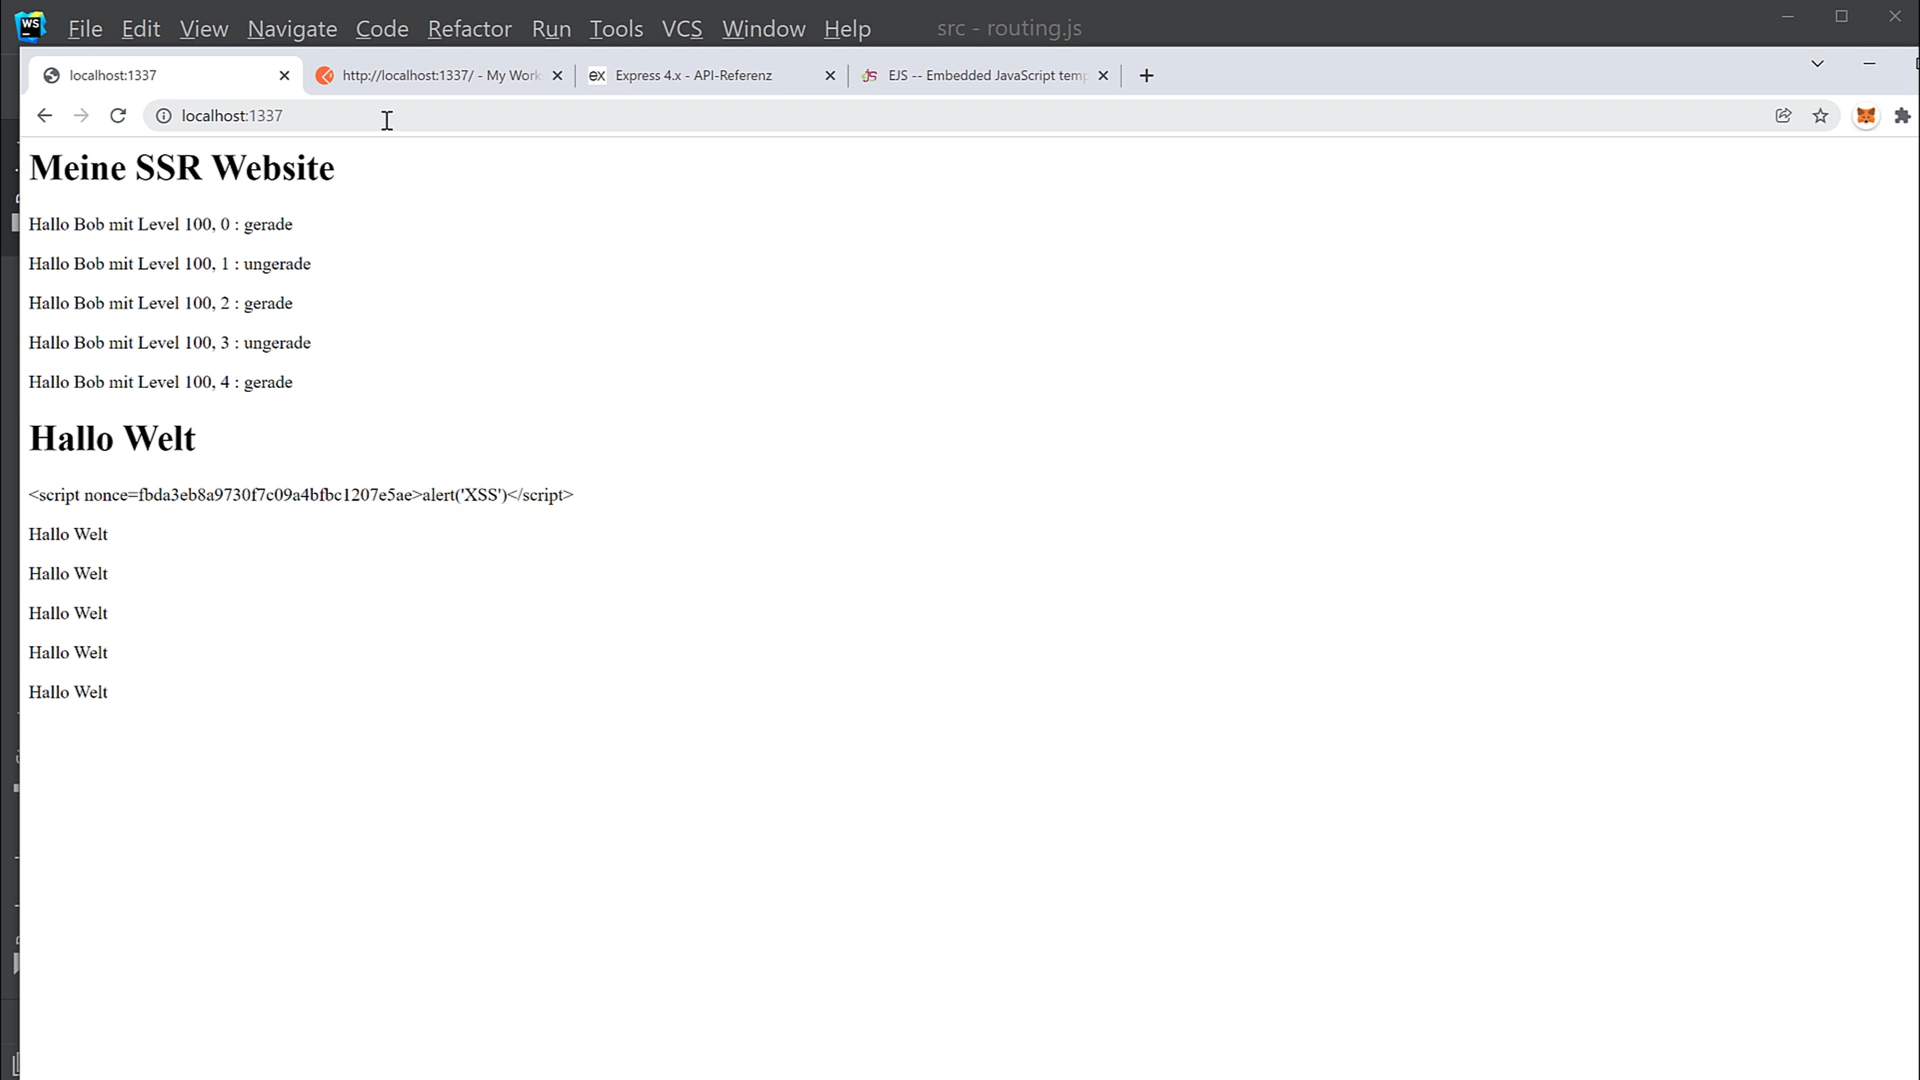 WS File Edit View Navigate Code Refactor Run Tools VCS Window Help src - routing.js
localhost:1337 http://localhost:1337/ - My Work ex Express 4.x - API-Referenz js EJS -- Embedded JavaScript temp
localhost:1337
Meine SSR Website
Hallo Bob mit Level 100, 0 : gerade
Hallo Bob mit Level 100, 1 : ungerade
Hallo Bob mit Level 100, 2 : gerade
Hallo Bob mit Level 100, 3 : ungerade
Hallo Bob mit Level 100, 4 : gerade
Hallo Welt
<script nonce=fbda3eb8a9730f7c09a4bfbc1207e5ae>alert('XSS')</script>
Hallo Welt
Hallo Welt
Hallo Welt
Hallo Welt
Hallo Welt